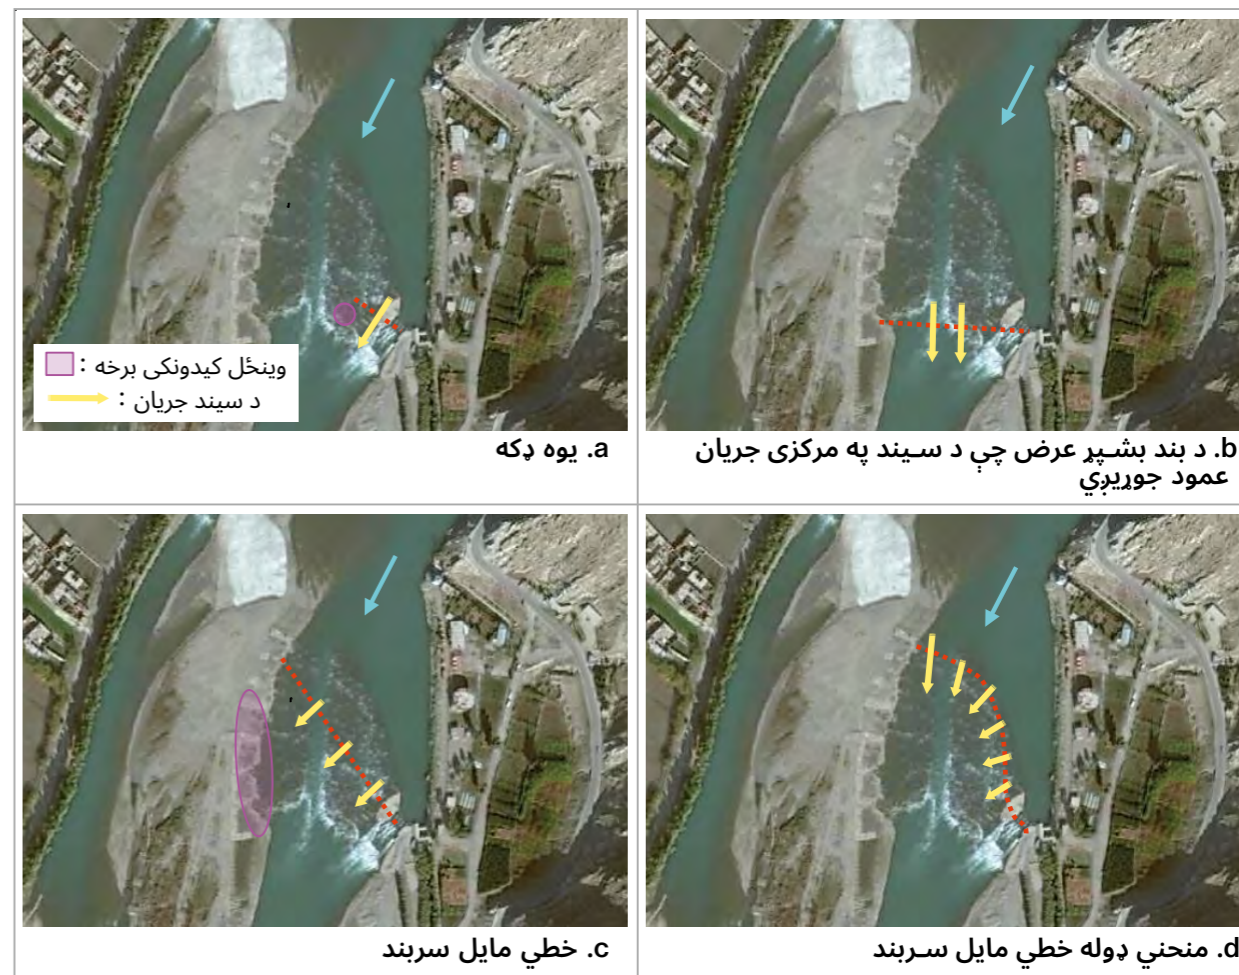 وینځل کیدونکی برخه :
د سیند جریان :
a. یوه ډکه
b. د بند بشپړ عرض چې د سیند په مرکزی جریان
عمود جوړیږي
c. خطي مایل سربند
d. منحني ډوله خطي مایل سربند